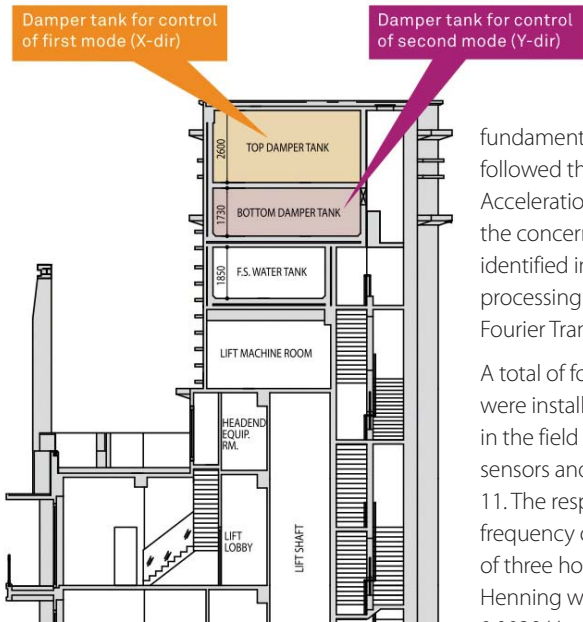 Damper tank for control
of first mode (X-dir)
Damper tank for control
of second mode (Y-dir)
2600
TOP DAMPER TANK
1730
BOTTOM DAMPER TANK
1850
F.S. WATER TANK
LIFT MACHINE ROOM
HEADEND
EQUIP.
RM.
LIFT
LOBBY
LIFT SHAFT
fundament
followed th
Acceleratio
the concern
identified in
processing
Fourier Tran
A total of fo
were install
in the field
sensors and
11. The resp
frequency o
of three ho
Henning w